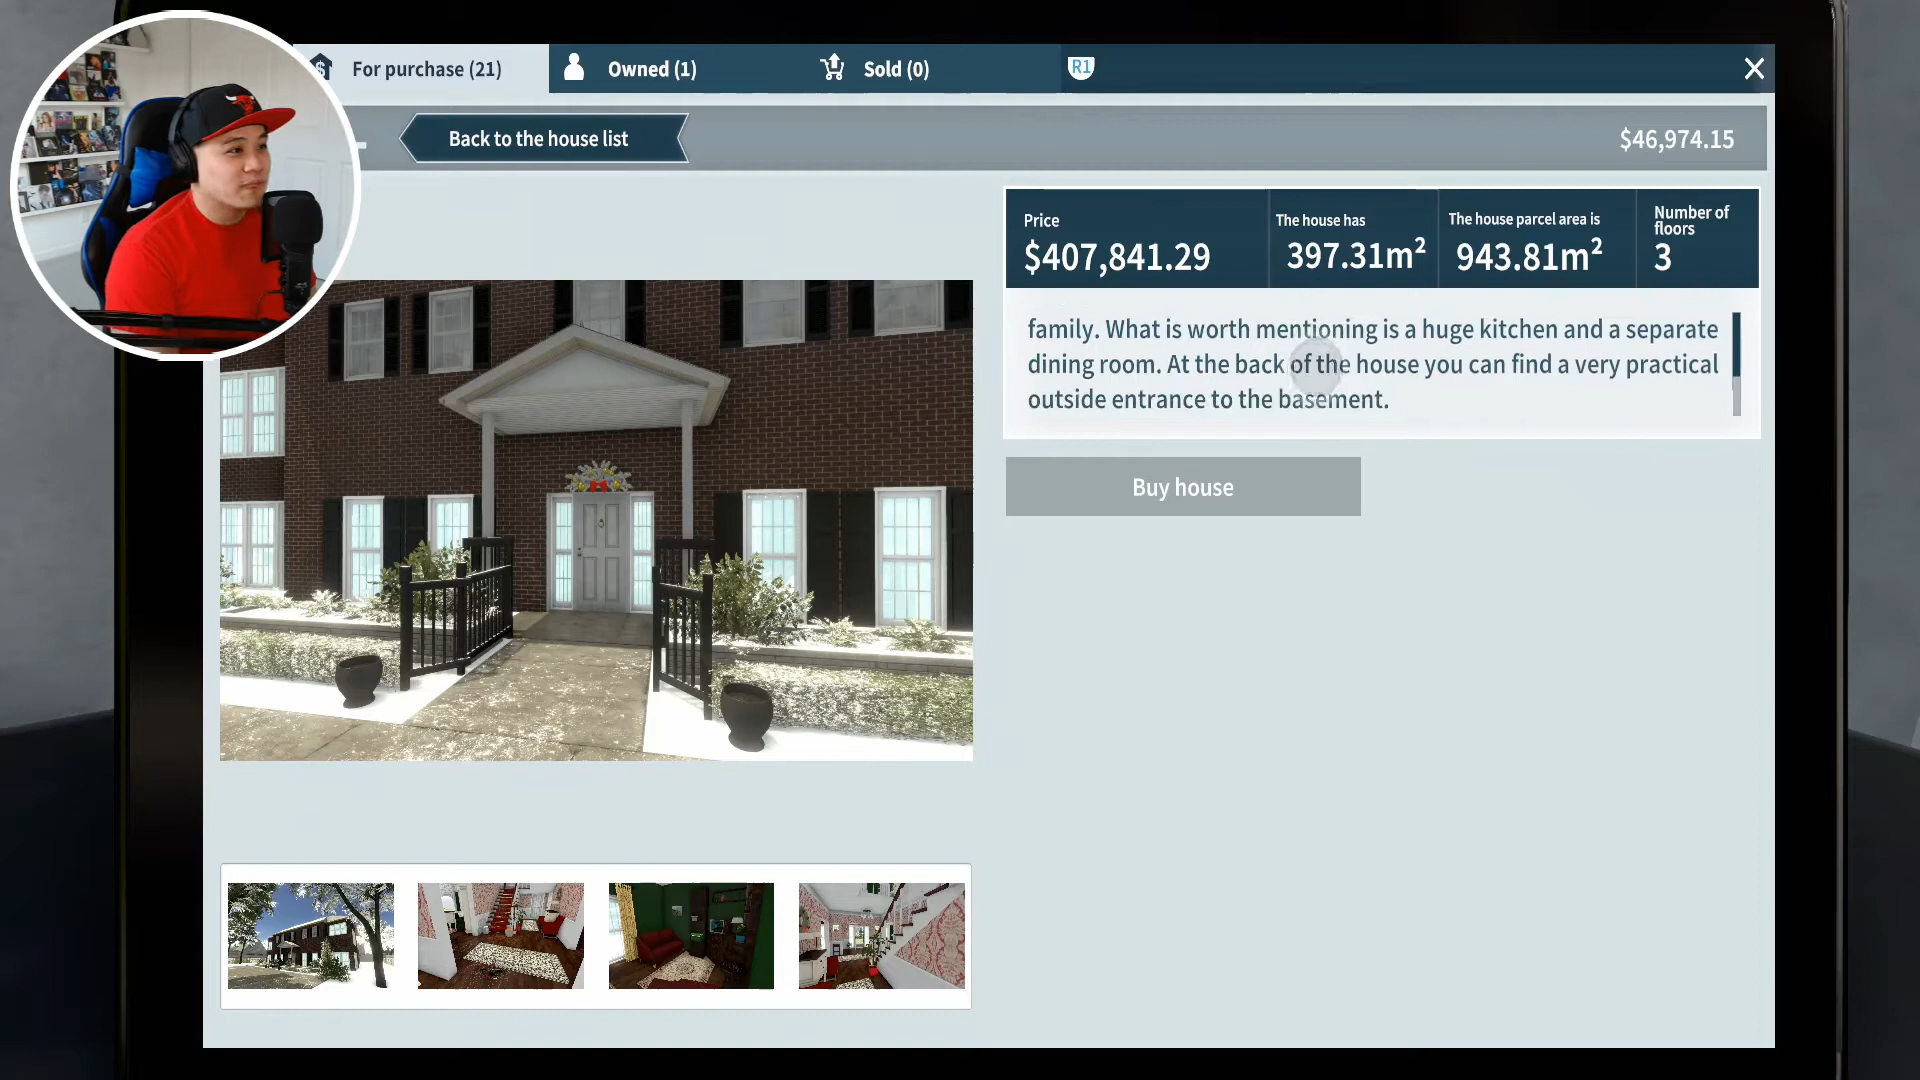 For purchase (21)
Owned (1)
Sold (0)
R1
Back to the house list
$46,974.15
Price
$407,841.29
The house has
397.31m²
The house parcel area is
943.81m²
Number of
floors
3
family. What is worth mentioning is a huge kitchen and a separate
dining room. At the back of the house you can find a very practical
outside entrance to the basement.
Buy house